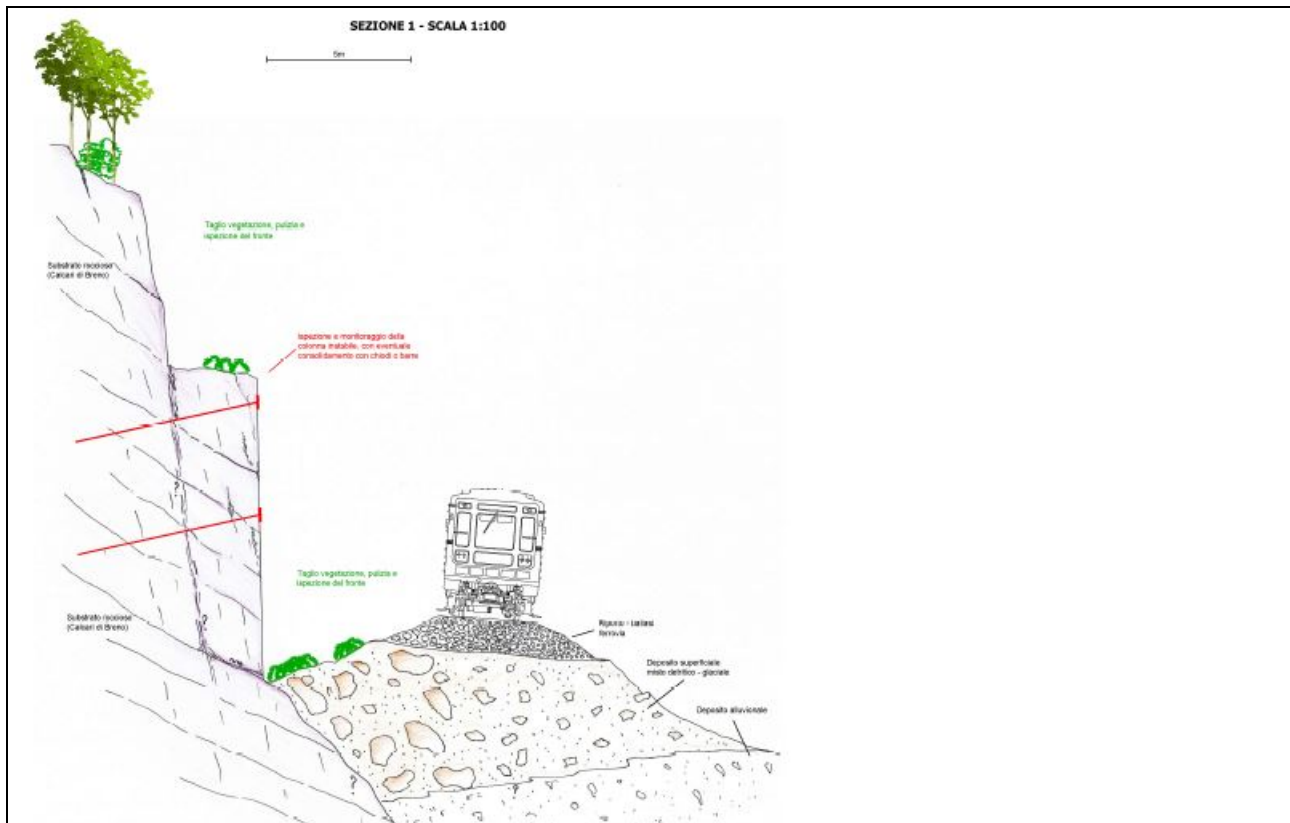 SEZIONE 1 - SCALA 1:100
5m
Taglio vegetazione, pulizia e
ispezione del fronte
Substrato roccioso
(Calcari di Breno)
Ispezione e monitoraggio della
colonna instabile, con eventuale
consolidamento con chiodi o barre
?
Taglio vegetazione, pulizia e
ispezione del fronte
Substrato roccioso
(Calcari di Breno)
?
Riporto - ballast
ferrovia
Deposito superficiale
misto detritico - glaciale
Deposito alluvionale
?